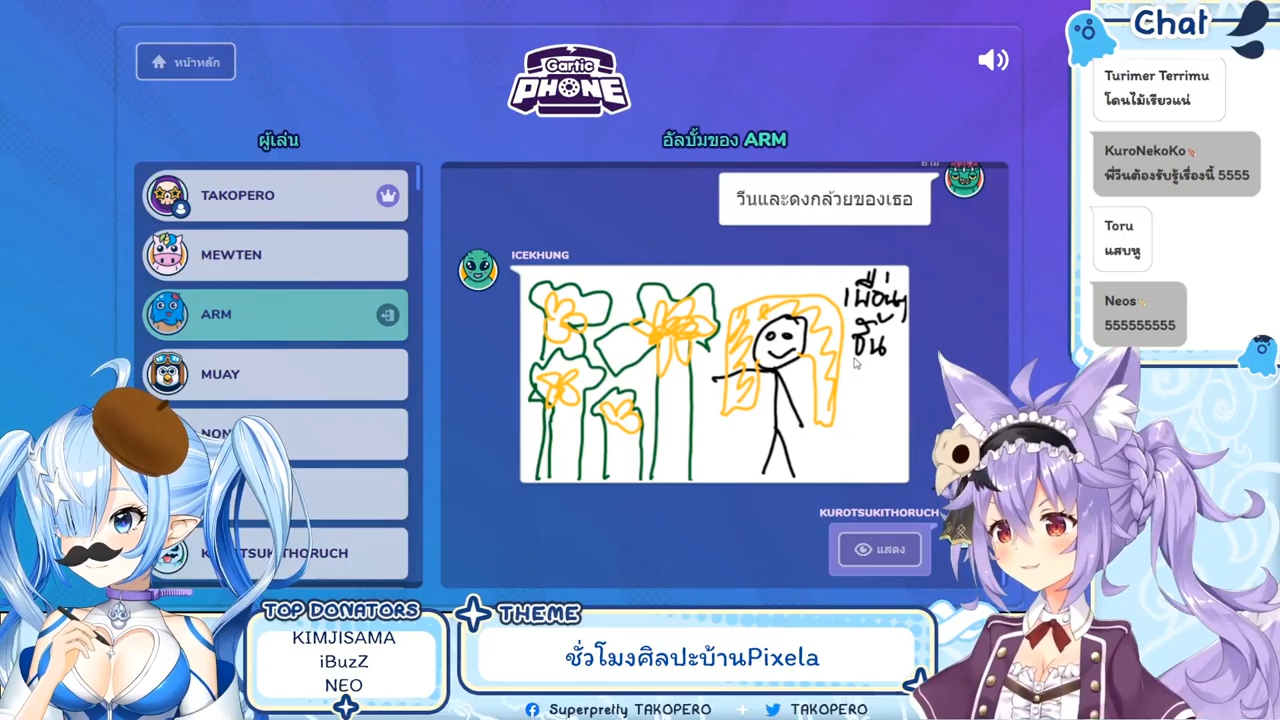 หน้าหลัก
Gartic
PHONE
ผู้เล่น
TAKOPERO
MEWTEN
ARM
MUAY
อัลบั้มของ ARM
วีนและดงกล้วยของเธอ
ICEKHUNG
เพื่อนๆ
ขึ้น
KUROTSUKITHORUCH
แสดง
Chat
Turimer Terrimu
โดนไม้เรียวแน่
KuroNekoKo
พี่วีนต้องรับรู้เรื่องนี้ 5555
Toru
แสบหู
Neos
555555555
TOP DONATORS
KIMJISAMA
iBuzZ
NEO
THEME
ชั่วโมงศิลปะบ้านPixela
Superpretty TAKOPERO
TAKOPERO